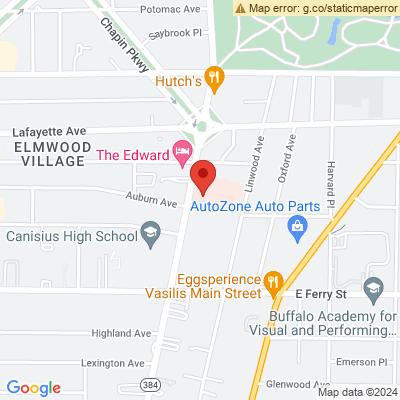 Potomac Ave
Map error: g.co/staticmaperror
Saybrook Pl
Chapin Pkwy
Hutch's
Lafayette Ave
ELMWOOD
VILLAGE
The Edward
Linwood Ave
Oxford Ave
Harvard Pl
Auburn Ave
AutoZone Auto Parts
Canisius High School
Eggsperience
Vasilis Main Street
E Ferry St
Buffalo Academy for
Visual and Performing...
Highland Ave
Lexington Ave
Emerson Pl
384
Glenwood Ave
Google
Map data ©2024